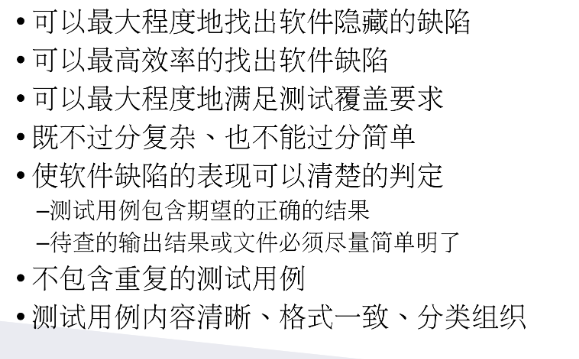 • 可以最大程度地找出软件隐藏的缺陷
• 可以最高效率的找出软件缺陷
• 可以最大程度地满足测试覆盖要求
• 既不过分复杂、也不能过分简单
• 使软件缺陷的表现可以清楚的判定
–测试用例包含期望的正确的结果
–待查的输出结果或文件必须尽量简单明了
• 不包含重复的测试用例
• 测试用例内容清晰、格式一致、分类组织